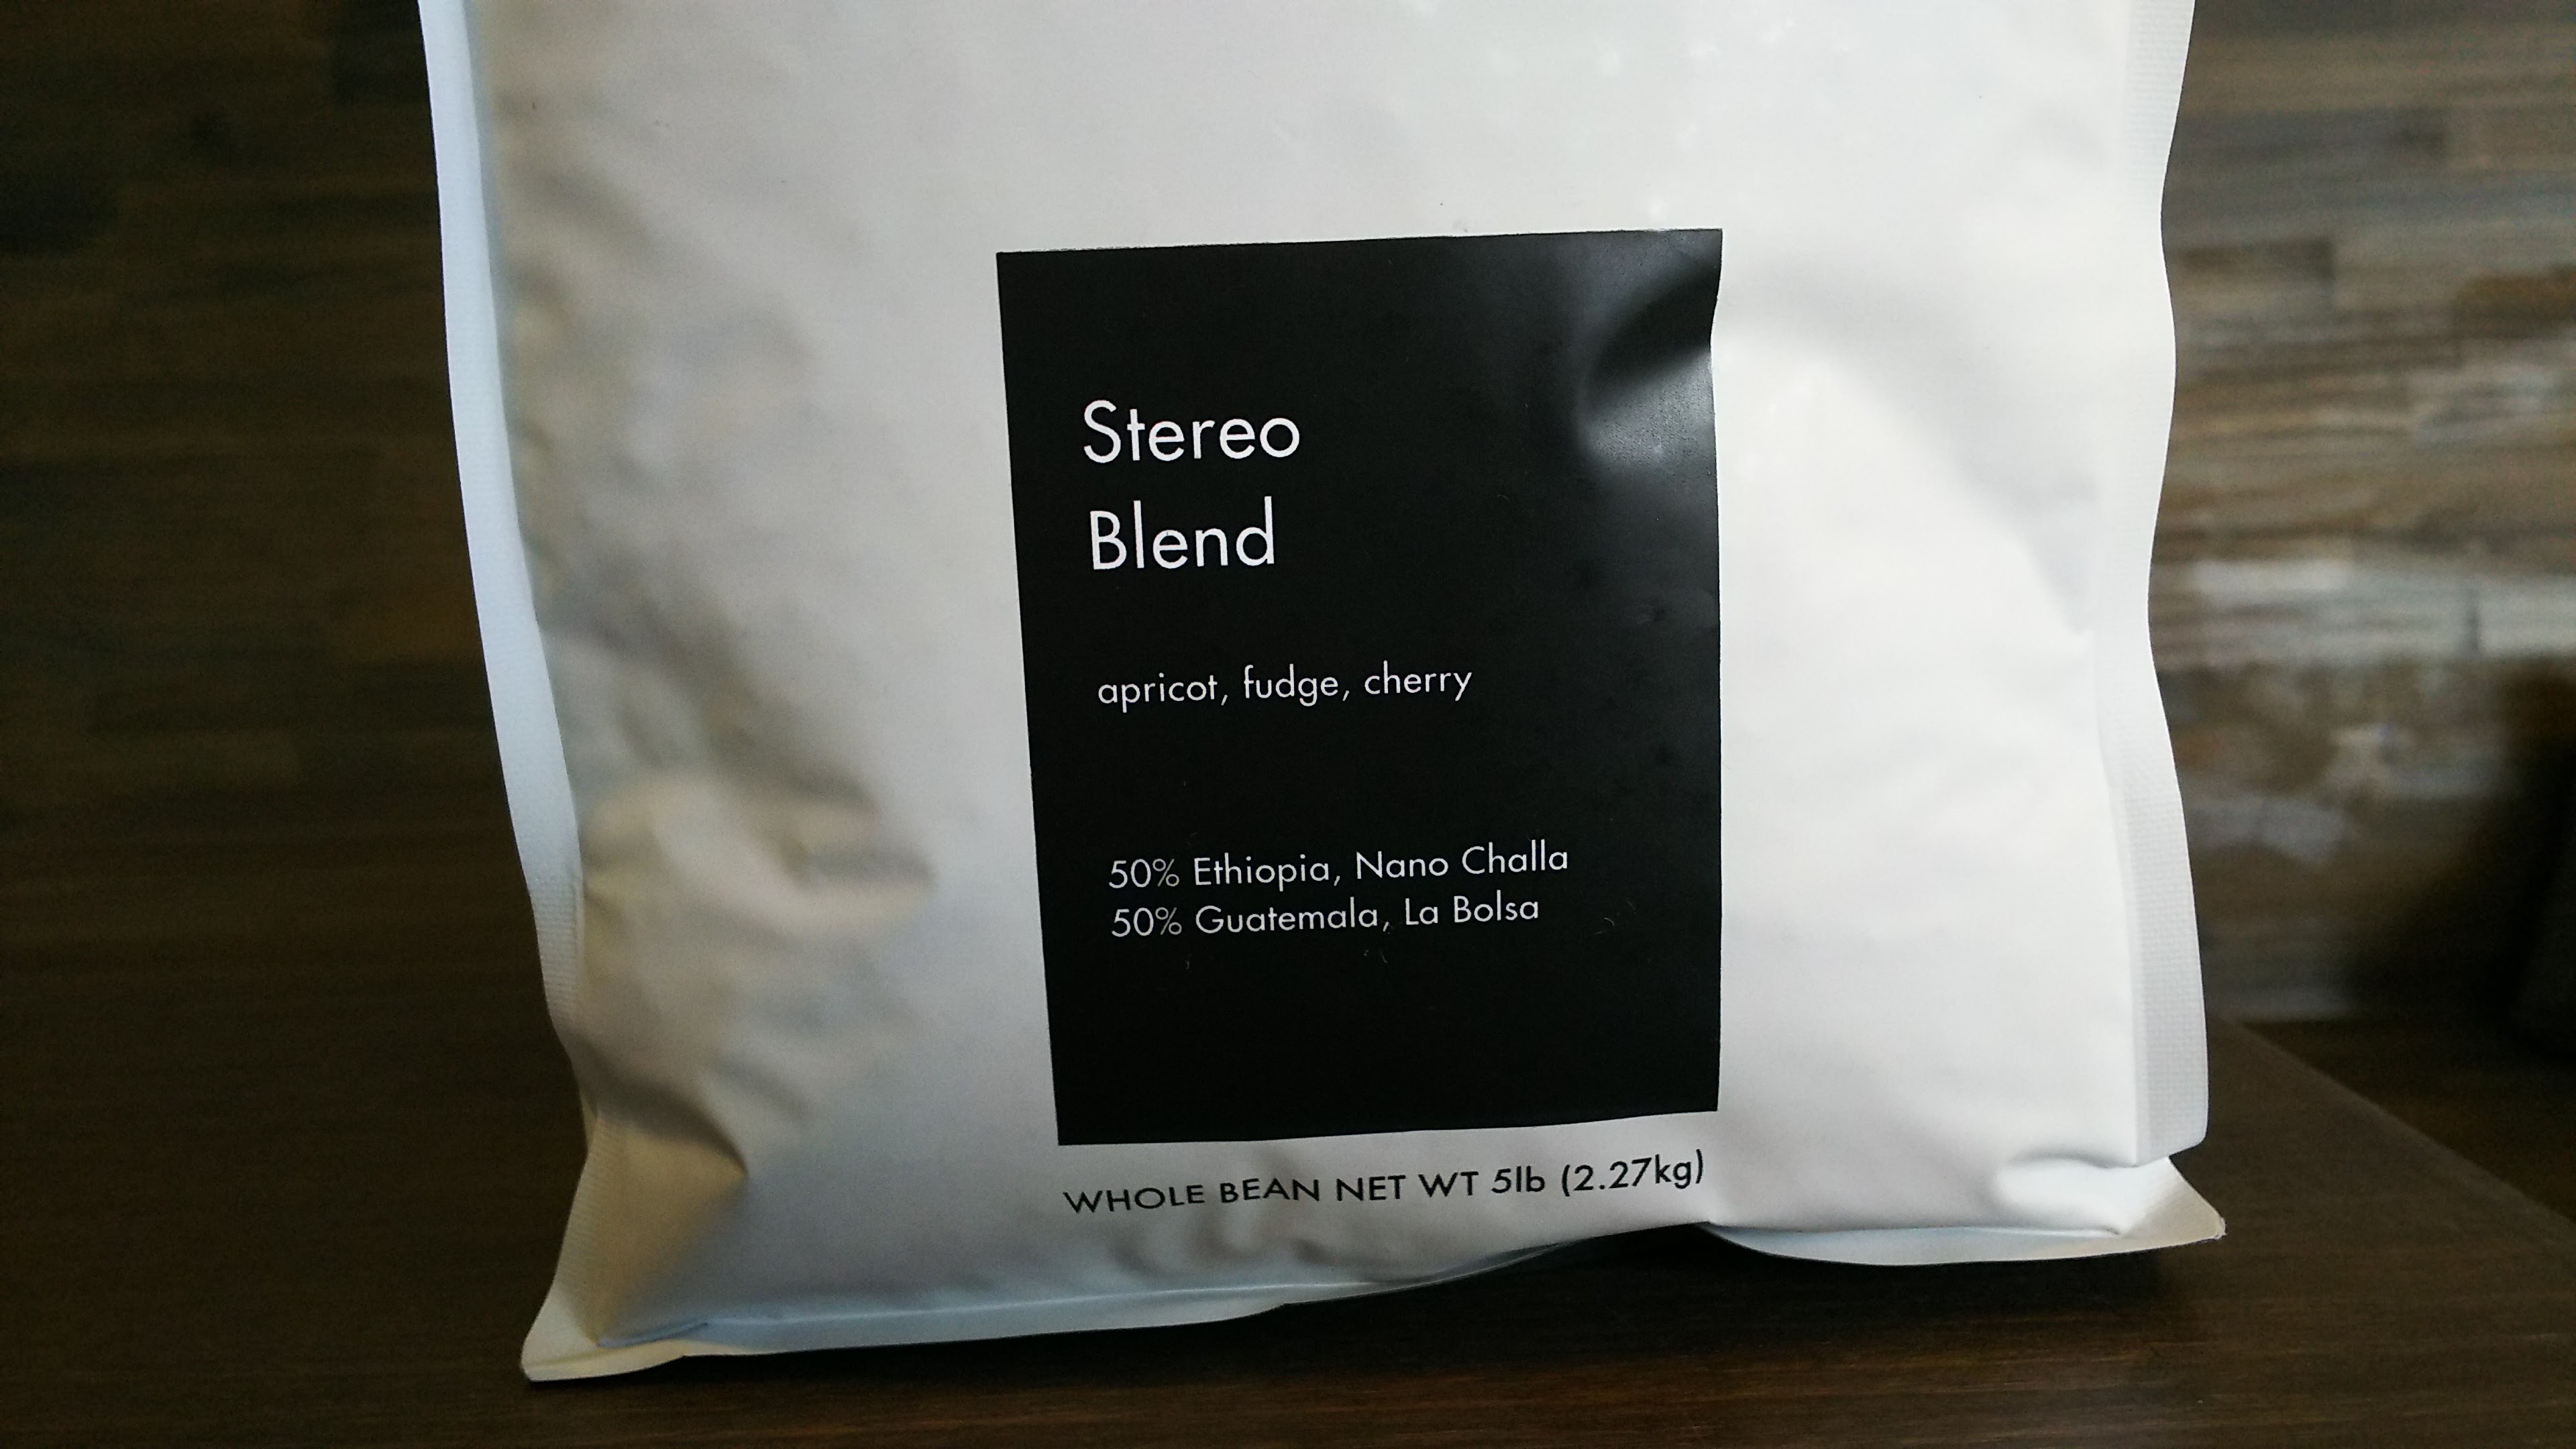 Stereo
Blend
apricot, fudge, cherry
50% Ethiopia, Nano Challa
50% Guatemala, La Bolsa
WHOLE BEAN NET WT 5lb (2.27kg)